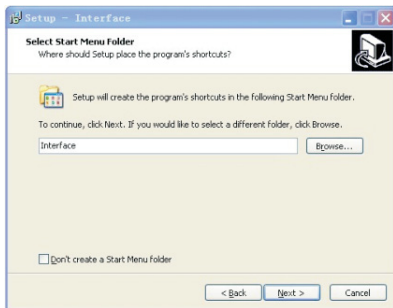 Setup - Interface
Select Start Menu Folder
Where should Setup place the program's shortcuts?
Setup will create the program's shortcuts in the following Start Menu folder.
To continue, click Next. If you would like to select a different folder, click Browse.
Interface
Browse...
Don't create a Start Menu folder
< Back
Next >
Cancel